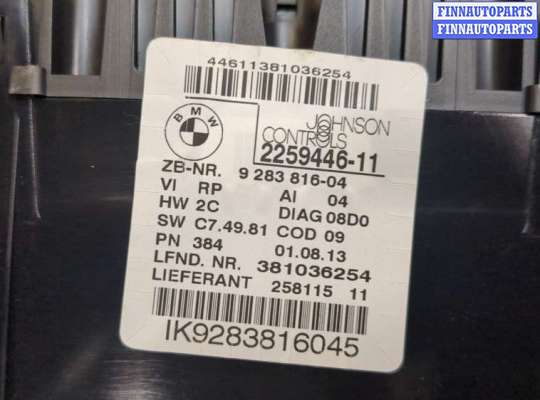 FINNAUTOPARTS
FINNAUTOPARTS
44611381036254
BMW
JOHNSON
CONTROLS
2259446-11
ZB-NR. 9 283 816-04
VI RP AI 04
HW 2C DIAG 08D0
SW C7.49.81 COD 09
PN 384 01.08.13
LFND. NR. 381036254
LIEFERANT 258115 11
IK9283816045